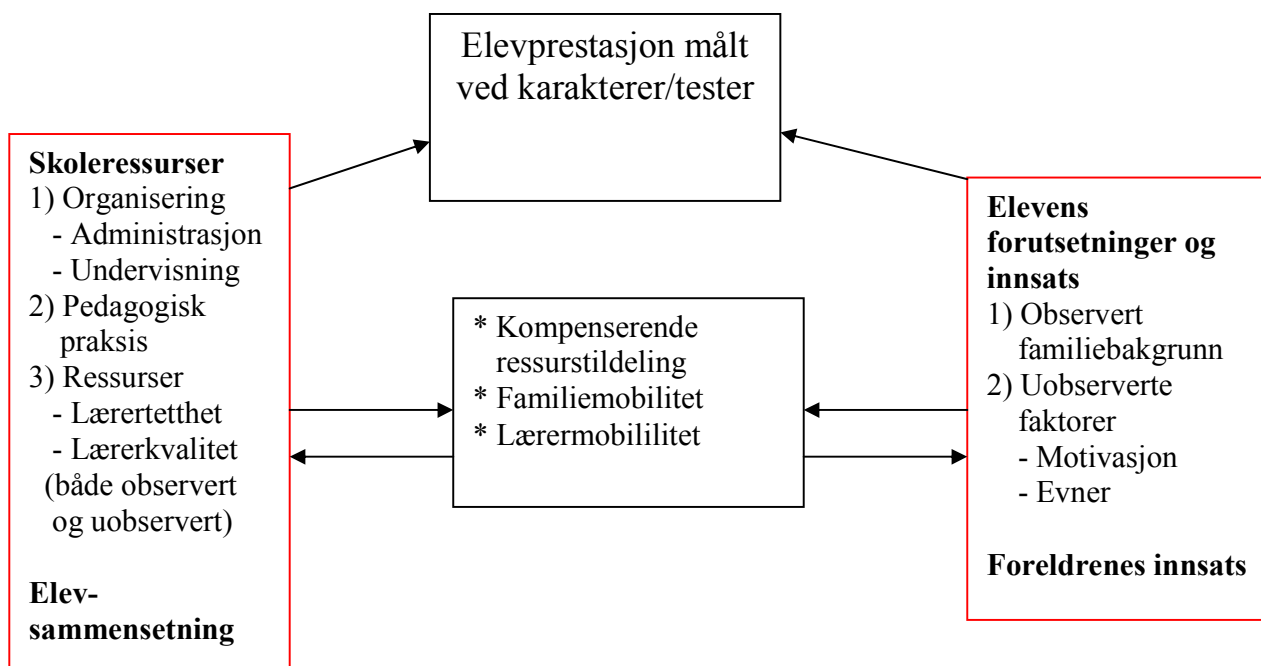 Elevprestasjon målt
ved karakterer/tester
Skoleressurser
1) Organisering
- Administrasjon
- Undervisning
2) Pedagogisk
praksis
3) Ressurser
- Lærertetthet
- Lærerkvalitet
(både observert
og uobservert)
Elev-
sammensetning
* Kompenserende
ressurstildeling
* Familiemobilitet
* Lærermobililitet
Elevens
forutsetninger og
innsats
1) Observert
familiebakgrunn
2) Uobserverte
faktorer
- Motivasjon
- Evner
Foreldrenes innsats